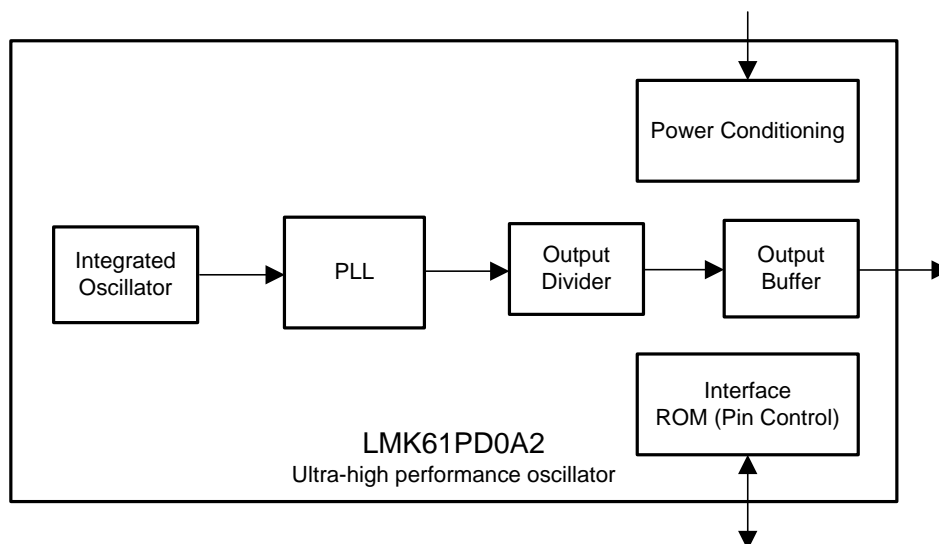 Power Conditioning
Integrated
Oscillator
PLL
Output
Divider
Output
Buffer
Interface
ROM (Pin Control)
LMK61PD0A2
Ultra-high performance oscillator